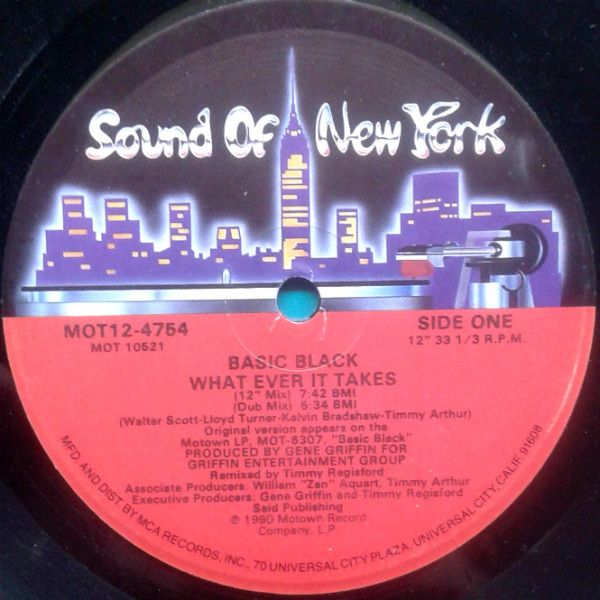 Sound Of New York
MOT12-4754
MOT 10521
SIDE ONE
12" 33 1/3 R.P.M.
BASIC BLACK
WHAT EVER IT TAKES
(12" Mix) 7:42 BMI
(Dub Mix) 5:34 BMI
(Walter Scott-Lloyd Turner-Kelvin Bradshaw-Timmy Arthur)
Original version appears on the
Motown LP, MOT-6307, "Basic Black"
PRODUCED BY GENE GRIFFIN FOR
GRIFFIN ENTERTAINMENT GROUP
Remixed by Timmy Regisford
Associate Producers: William "Zan" Aquart, Timmy Arthur
Executive Producers: Gene Griffin and Timmy Regisford
Said Publishing
℗ 1990 Motown Record
Company, L.P.
MFD AND DIST. BY MCA RECORDS, INC., 70 UNIVERSAL CITY PLAZA, UNIVERSAL CITY, CALIF. 91608